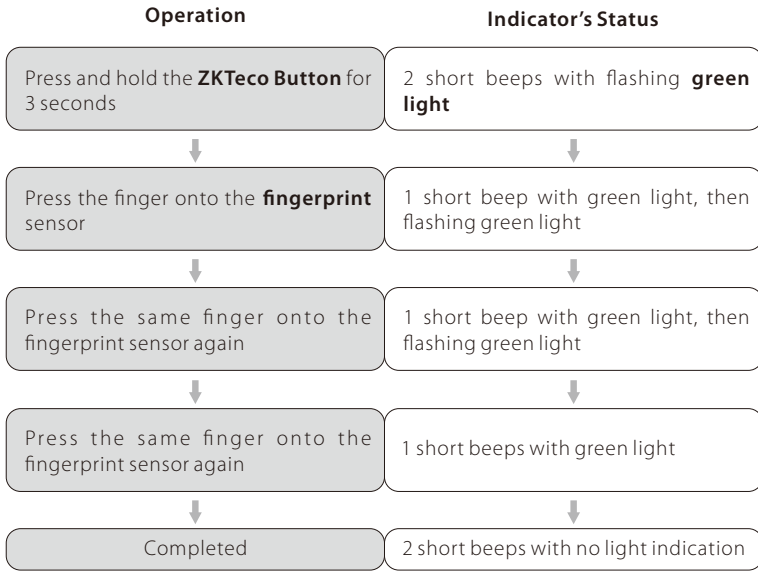 Operation
Indicator’s Status
Press and hold the ZKTeco Button for
3 seconds
2 short beeps with flashing green
light
Press the finger onto the fingerprint
sensor
1 short beep with green light, then
flashing green light
Press the same finger onto the
fingerprint sensor again
1 short beep with green light, then
flashing green light
Press the same finger onto the
fingerprint sensor again
1 short beeps with green light
Completed
2 short beeps with no light indication